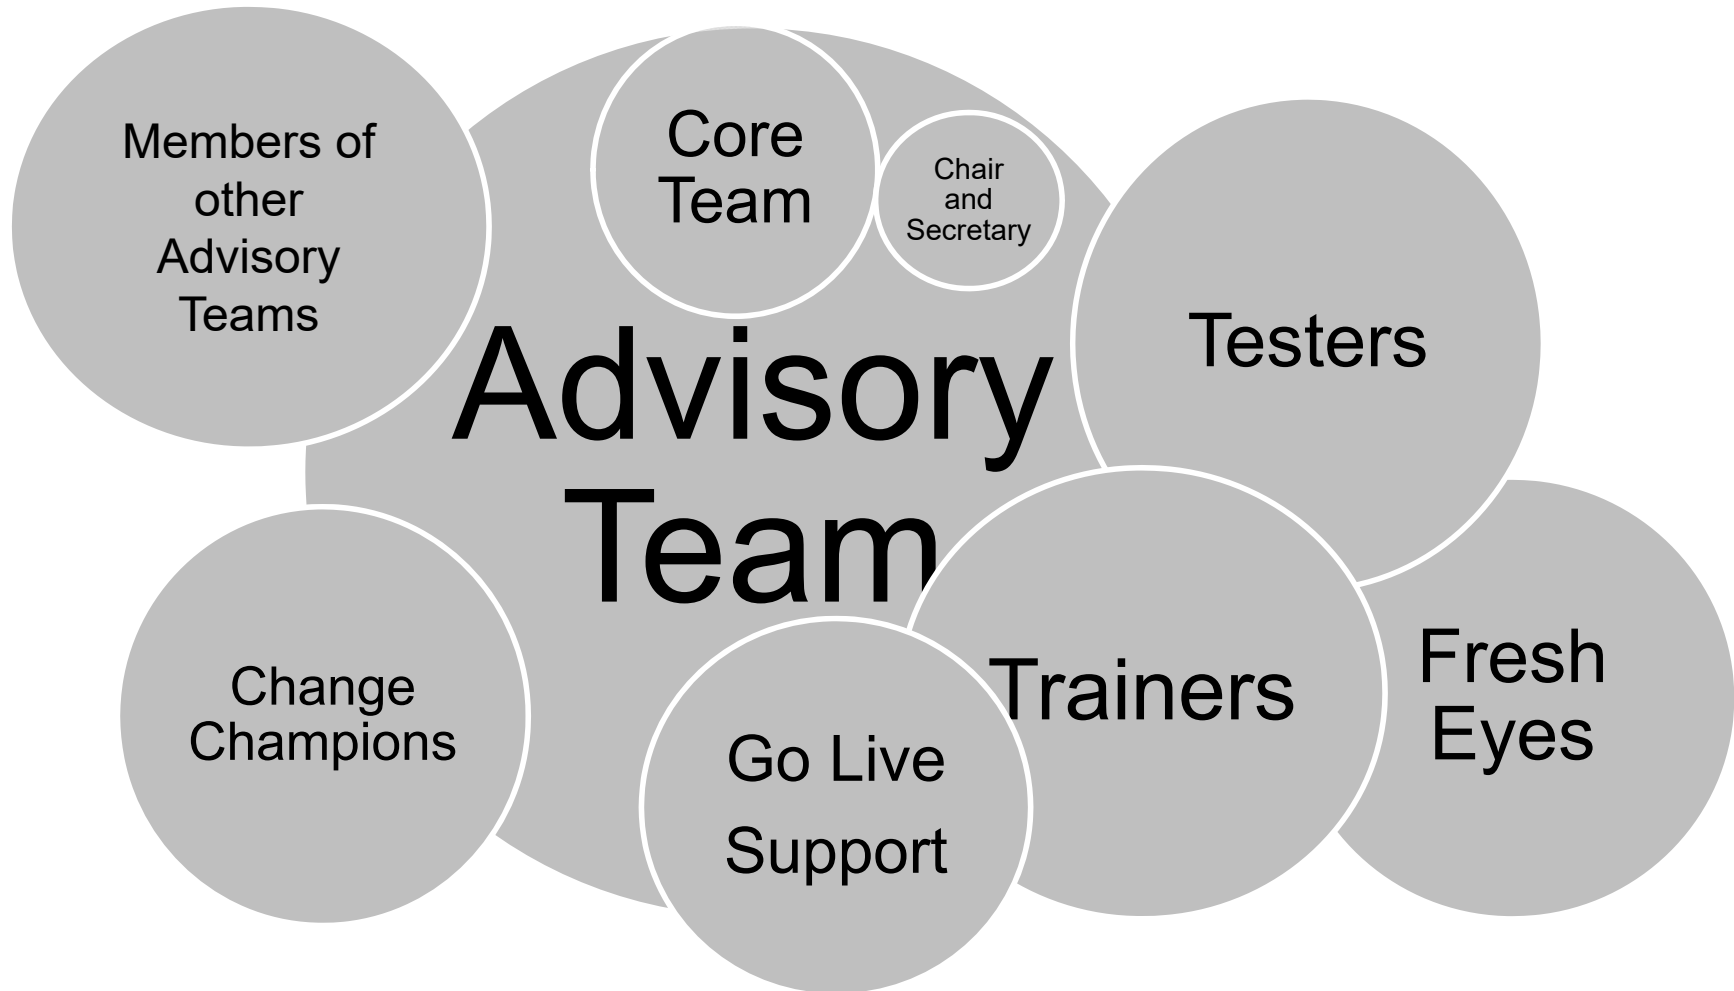 Members of
other
Advisory
Teams
Core
Team
Chair
and
Secretary
Advisory
Team
Testers
Change
Champions
Go Live
Support
Trainers
Fresh
Eyes